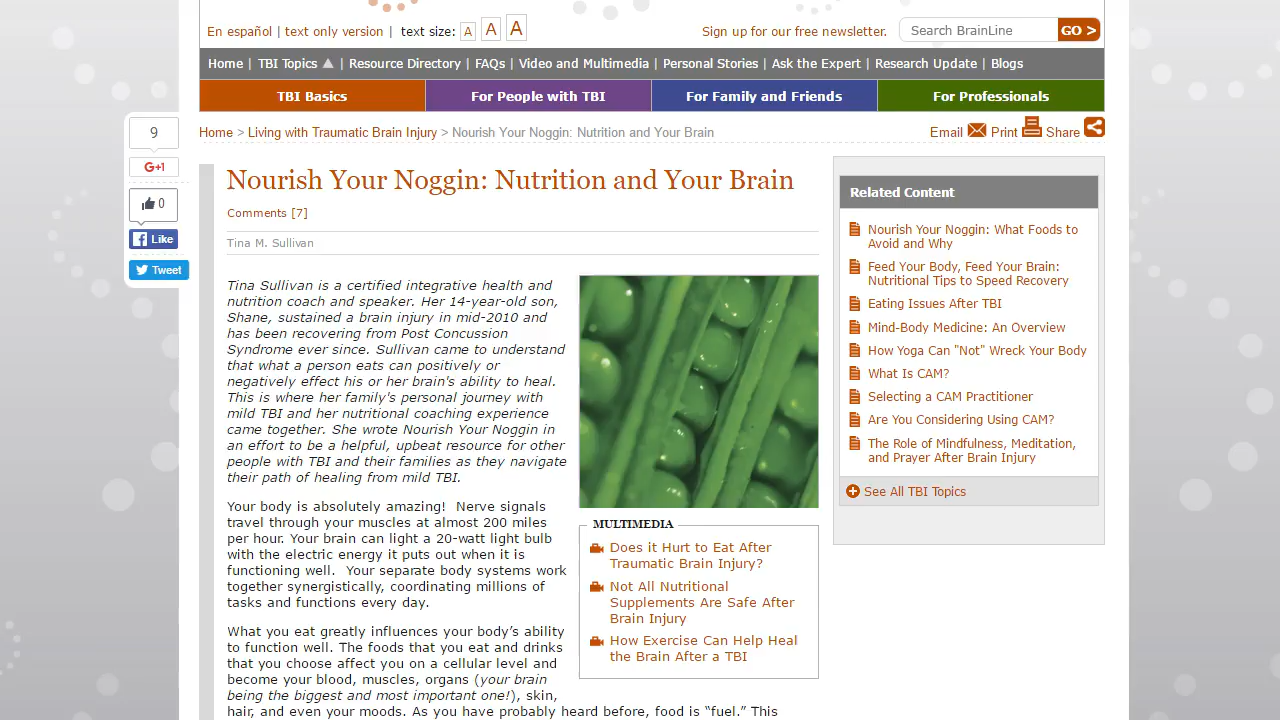 En español | text only version | text size: A A A
Sign up for our free newsletter.
Search BrainLine GO >
Home | TBI Topics | Resource Directory | FAQs | Video and Multimedia | Personal Stories | Ask the Expert | Research Update | Blogs
TBI Basics
For People with TBI
For Family and Friends
For Professionals
Home > Living with Traumatic Brain Injury > Nourish Your Noggin: Nutrition and Your Brain
Email Print Share
9
G+1
0
Like
Tweet
Nourish Your Noggin: Nutrition and Your Brain
Comments [7]
Tina M. Sullivan
Tina Sullivan is a certified integrative health and
nutrition coach and speaker. Her 14-year-old son,
Shane, sustained a brain injury in mid-2010 and
has been recovering from Post Concussion
Syndrome ever since. Sullivan came to understand
that what a person eats can positively or
negatively effect his or her brain's ability to heal.
This is where her family's personal journey with
mild TBI and her nutritional coaching experience
came together. She wrote Nourish Your Noggin in
an effort to be a helpful, upbeat resource for other
people with TBI and their families as they navigate
their path of healing from mild TBI.
Your body is absolutely amazing!  Nerve signals
travel through your muscles at almost 200 miles
per hour. Your brain can light a 20-watt light bulb
with the electric energy it puts out when it is
functioning well.  Your separate body systems work
together synergistically, coordinating millions of
tasks and functions every day.
What you eat greatly influences your body’s ability
to function well. The foods that you eat and drinks
that you choose affect you on a cellular level and
become your blood, muscles, organs (your brain
being the biggest and most important one!), skin,
hair, and even your moods. As you have probably heard before, food is “fuel.” This
MULTIMEDIA
Does it Hurt to Eat After
Traumatic Brain Injury?
Not All Nutritional
Supplements Are Safe After
Brain Injury
How Exercise Can Help Heal
the Brain After a TBI
Related Content
Nourish Your Noggin: What Foods to
Avoid and Why
Feed Your Body, Feed Your Brain:
Nutritional Tips to Speed Recovery
Eating Issues After TBI
Mind-Body Medicine: An Overview
How Yoga Can "Not" Wreck Your Body
What Is CAM?
Selecting a CAM Practitioner
Are You Considering Using CAM?
The Role of Mindfulness, Meditation,
and Prayer After Brain Injury
See All TBI Topics